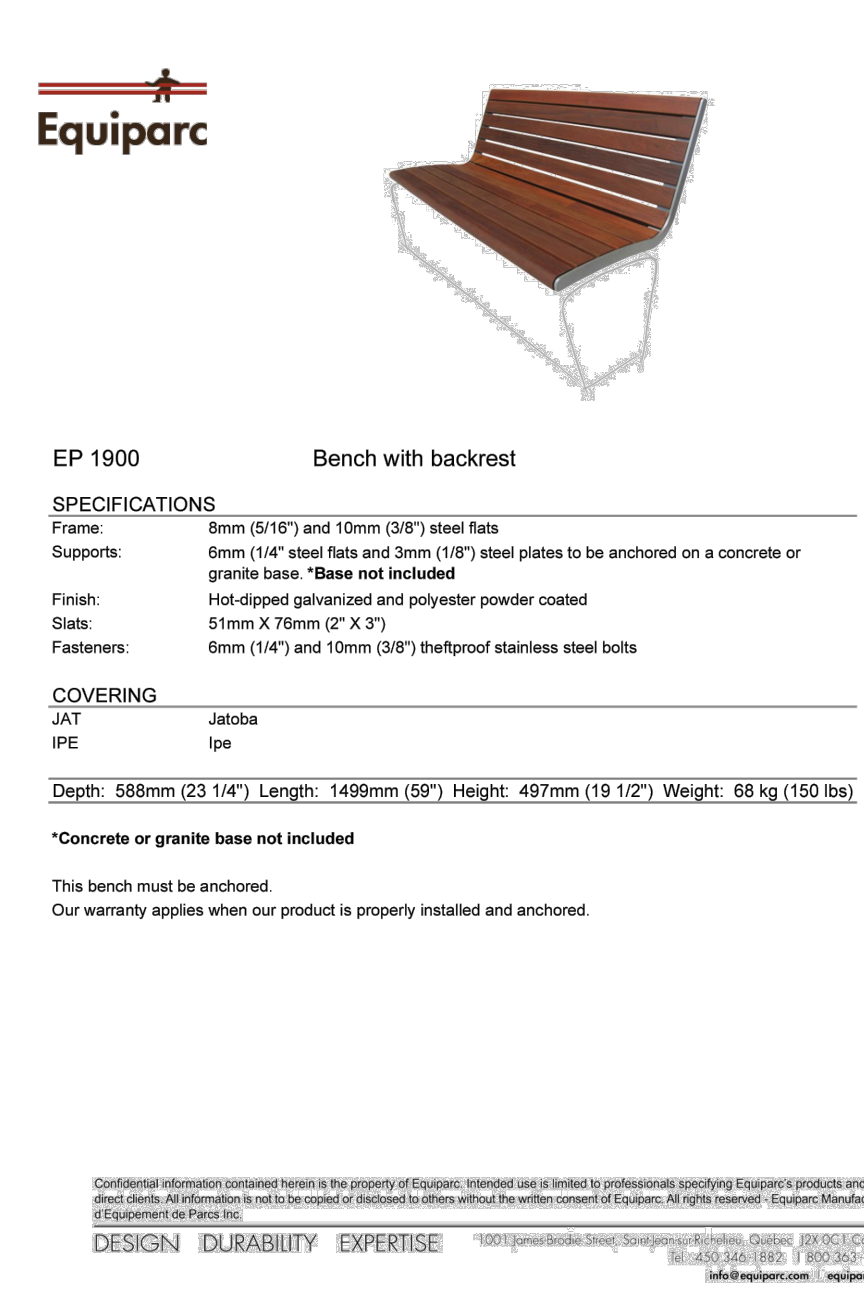 Equiparc
EP 1900 Bench with backrest
SPECIFICATIONS
Frame: 8mm (5/16") and 10mm (3/8") steel flats
Supports: 6mm (1/4" steel flats and 3mm (1/8") steel plates to be anchored on a concrete or
granite base. *Base not included
Finish: Hot-dipped galvanized and polyester powder coated
Slats: 51mm X 76mm (2" X 3")
Fasteners: 6mm (1/4") and 10mm (3/8") theftproof stainless steel bolts
COVERING
JAT Jatoba
IPE Ipe
Depth: 588mm (23 1/4") Length: 1499mm (59") Height: 497mm (19 1/2") Weight: 68 kg (150 lbs)
*Concrete or granite base not included
This bench must be anchored.
Our warranty applies when our product is properly installed and anchored.
Confidential information contained herein is the property of Equiparc. Intended use is limited to professionals specifying Equiparc's products and
direct clients. All information is not to be copied or disclosed to others without the written consent of Equiparc. All rights reserved - Equiparc
d'Équipement de Parcs Inc.
DESIGN DURABILITY EXPERTISE 1001 James-Brodie Street, Saint-Jean-sur-Richelieu, Québec J2X 0C1
Tel.: 450 346-1882 1 800 363-
info@equiparc.com